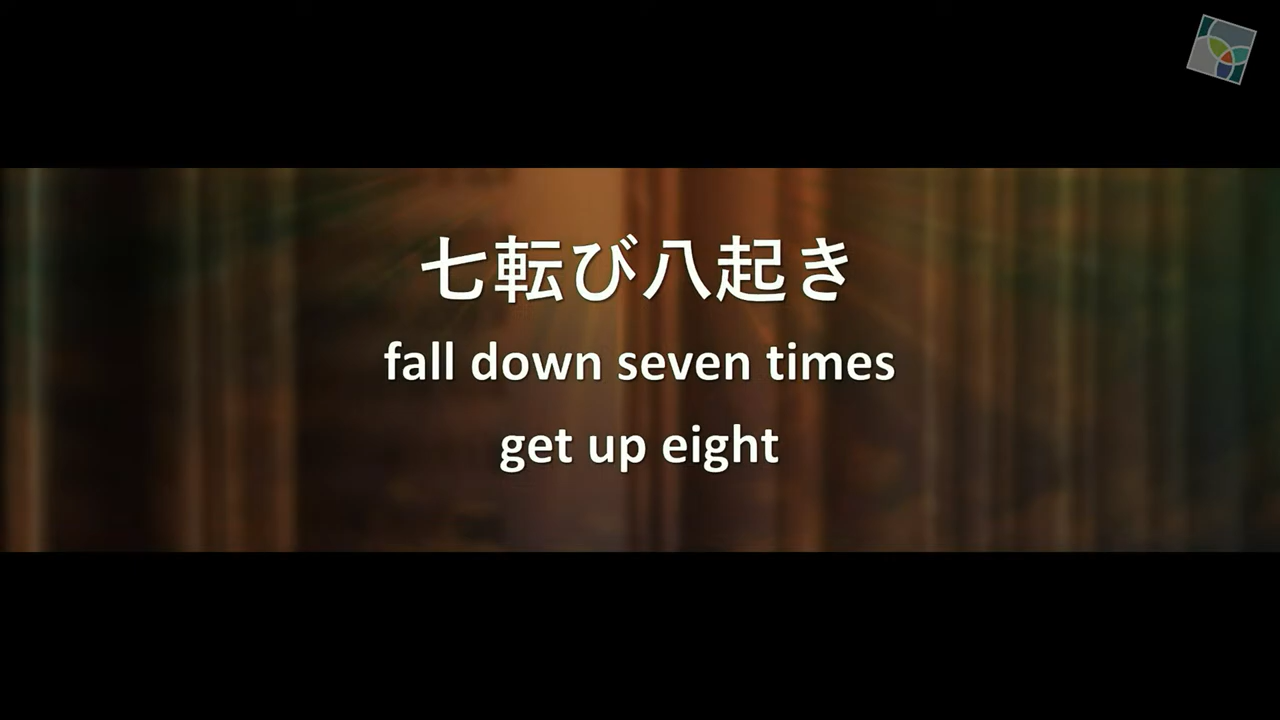 七転び八起き
fall down seven times
get up eight